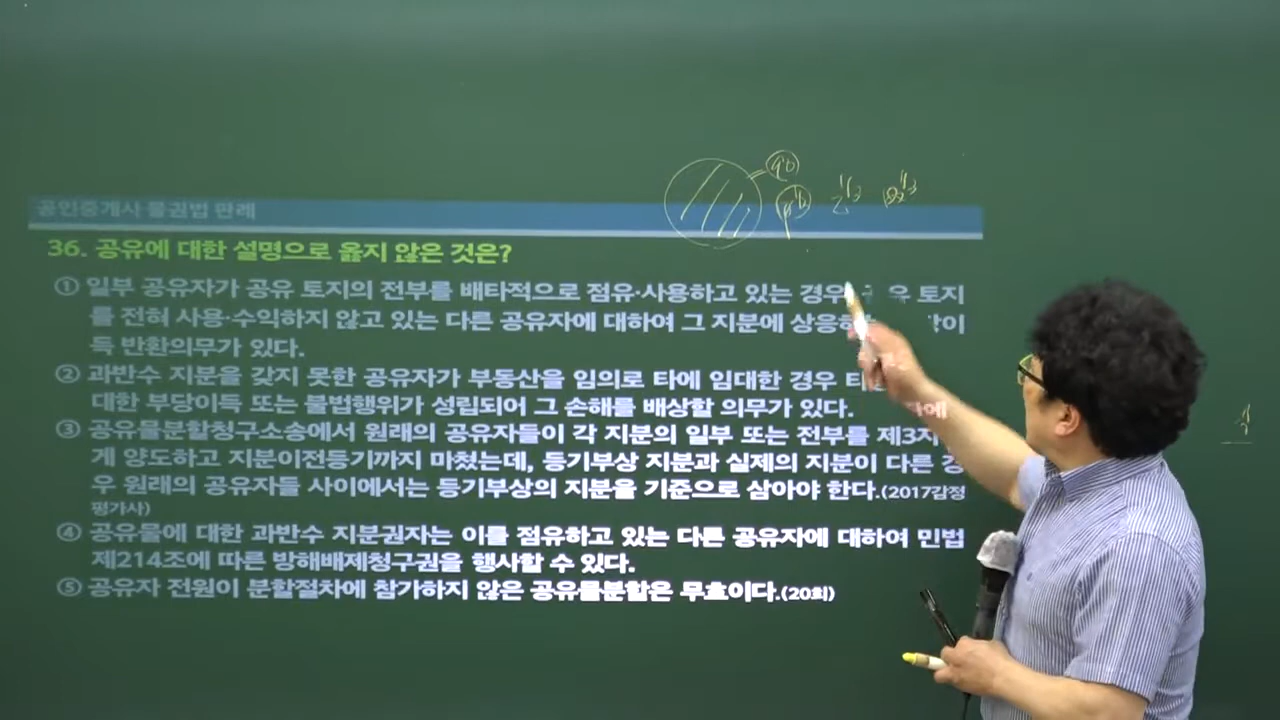 공인중개사 물권법 판례
36. 공유에 대한 설명으로 옳지 않은 것은?
① 일부 공유자가 공유 토지의 전부를 배타적으로 점유·사용하고 있는 경우 유 토지
를 전혀 사용·수익하지 않고 있는 다른 공유자에 대하여 그 지분에 상응하
득 반환의무가 있다.
② 과반수 지분을 갖지 못한 공유자가 부동산을 임의로 타에 임대한 경우
대한 부당이득 또는 불법행위가 성립되어 그 손해를 배상할 의무가 있다.
③ 공유물분할청구소송에서 원래의 공유자들이 각 지분의 일부 또는 전부를 제3자에
게 양도하고 지분이전등기까지 마쳤는데, 등기부상 지분과 실제의 지분이 다른 경
우 원래의 공유자들 사이에서는 등기부상의 지분을 기준으로 삼아야 한다.(2017감정
평가사)
④ 공유물에 대한 과반수 지분권자는 이를 점유하고 있는 다른 공유자에 대하여 민법
제214조에 따른 방해배제청구권을 행사할 수 있다.
⑤ 공유자 전원이 분할절차에 참가하지 않은 공유물분할은 무효이다.(20회)